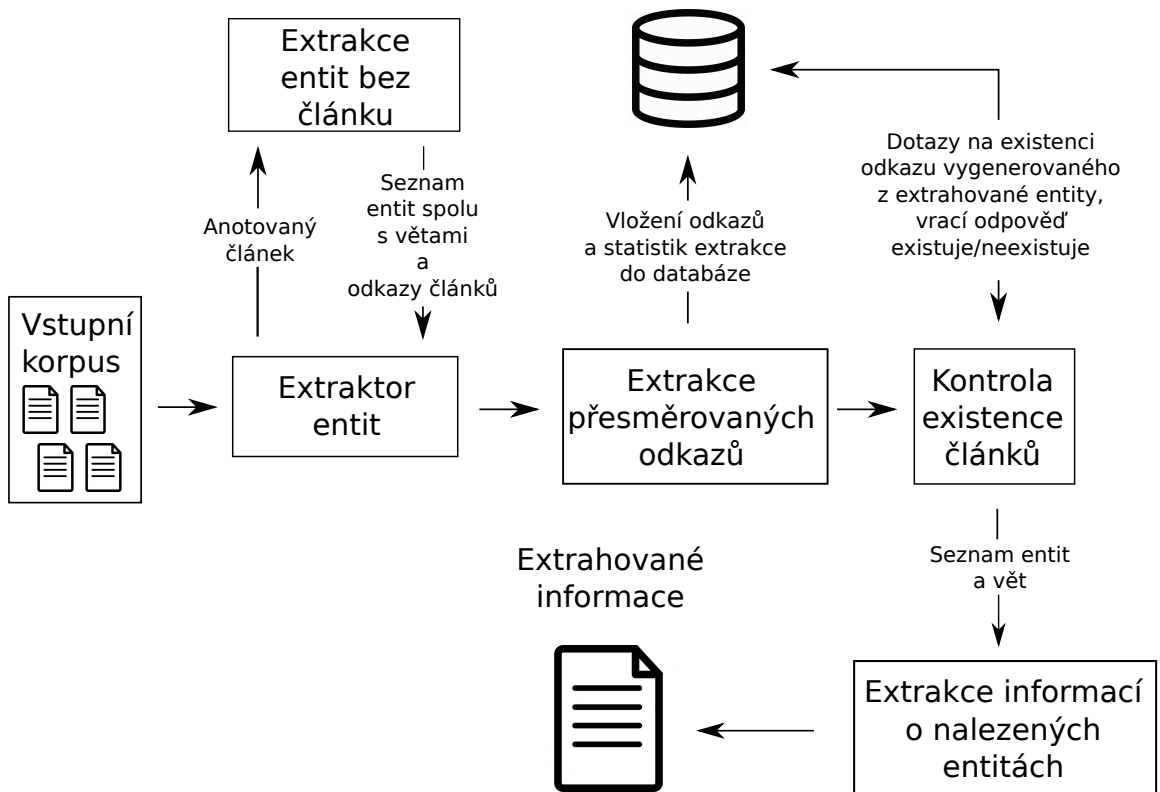 Extrakce
entit bez
článku
Anotovaný
článek
Seznam
entit spolu
s větami
a
odkazy článků
Vložení odkazů
a statistik extrakce
do databáze
Dotazy na existenci
odkazu vygenerovaného
z extrahované entity,
vrací odpověď
existuje/neexistuje
Vstupní
korpus
Extraktor
entit
Extrakce
přesměrovaných
odkazů
Kontrola
existence
článků
Seznam entit
a vět
Extrahované
informace
Extrakce informací
o nalezených
entitách